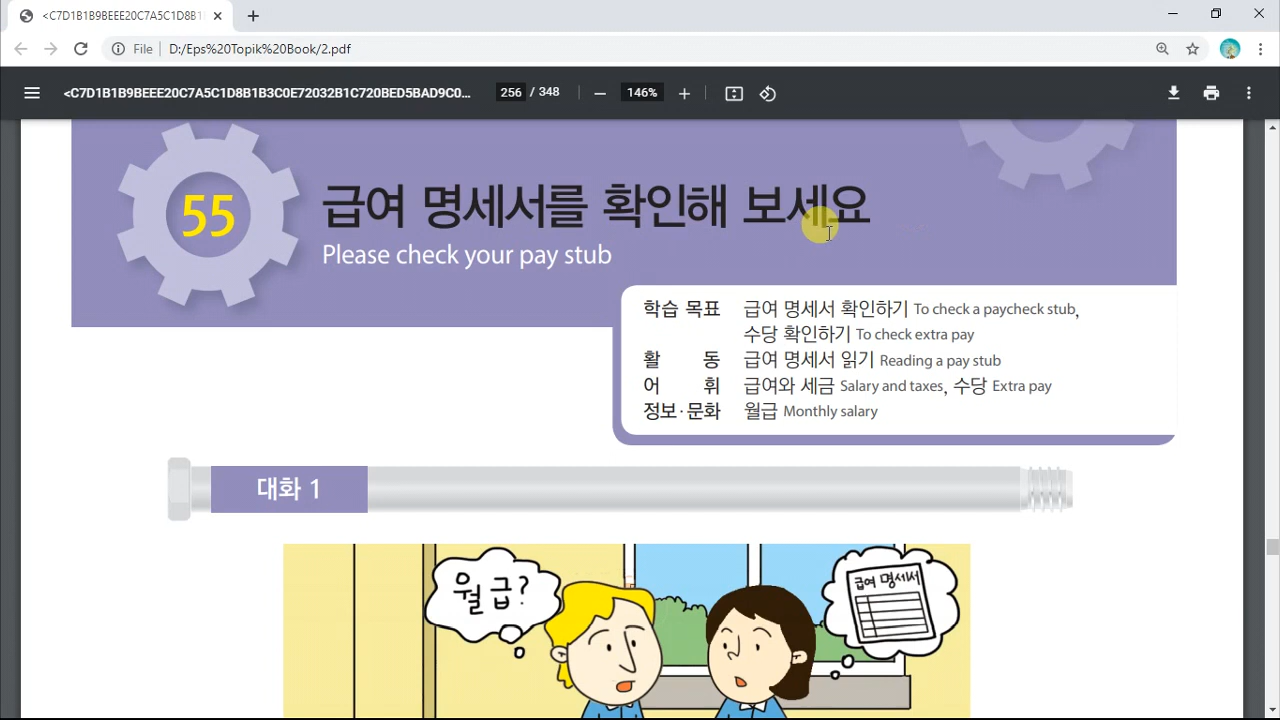 <C7D1B1B9BEEE20C7A5C1D8B1
File
D:/Eps%20Topik%20Book/2.pdf
<C7D1B1B9BEEE20C7A5C1D8B1B3C0E72032B1C720BED5BAD9C0...
256 / 348
146%
55
급여 명세서를 확인해 보세요
Please check your pay stub
학습 목표 급여 명세서 확인하기 To check a paycheck stub,
수당 확인하기 To check extra pay
활 동 급여 명세서 읽기 Reading a pay stub
어 휘 급여와 세금 Salary and taxes, 수당 Extra pay
정보·문화 월급 Monthly salary
대화 1
월급?
급여 명세서